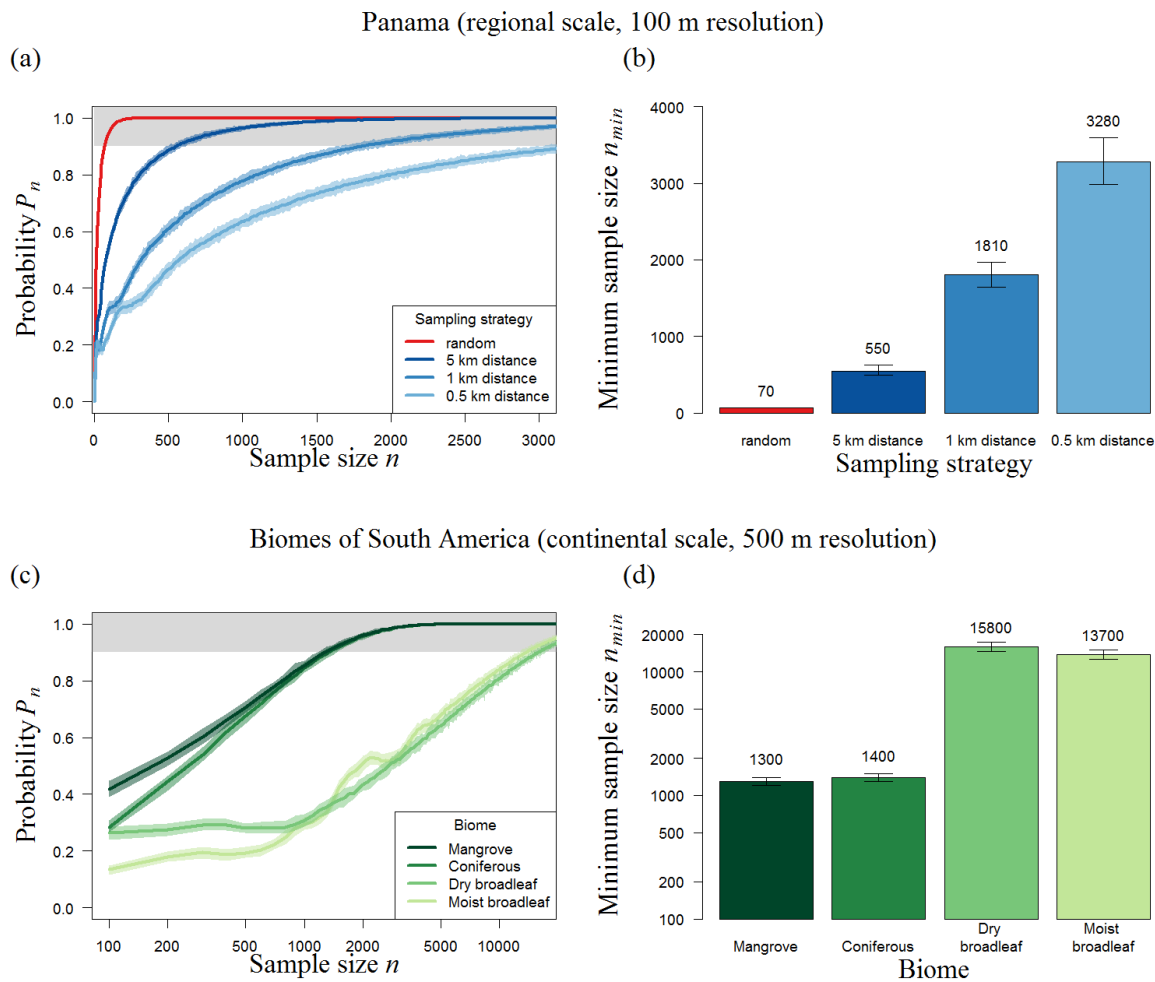 Panama (regional scale, 100 m resolution)
(a)
(b)
1.0
0.8
0.6
0.4
0.2
0.0
Probability Pn
Sampling strategy
random
5 km distance
1 km distance
0.5 km distance
0 500 1000 1500 2000 2500 3000
Sample size n
4000
3000
2000
1000
0
Minimum sample size nmin
70
550
1810
3280
random 5 km distance 1 km distance 0.5 km distance
Sampling strategy
Biomes of South America (continental scale, 500 m resolution)
(c)
(d)
1.0
0.8
0.6
0.4
0.2
0.0
Probability Pn
Biome
Mangrove
Coniferous
Dry broadleaf
Moist broadleaf
100 200 500 1000 2000 5000 10000
Sample size n
20000
10000
5000
2000
1000
500
200
100
Minimum sample size nmin
1300
1400
15800
13700
Mangrove
Coniferous
Dry
broadleaf
Moist
broadleaf
Biome